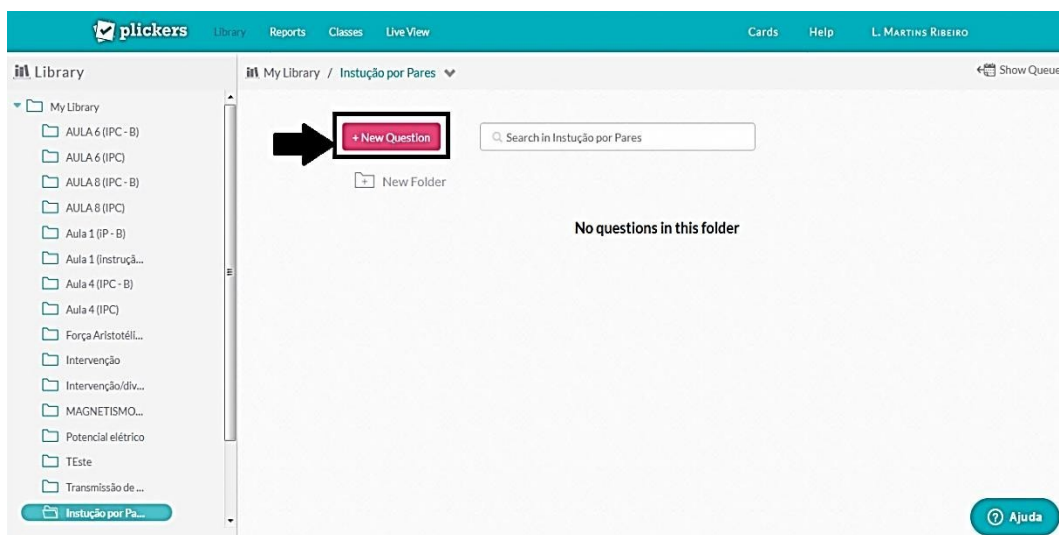 plickers Library Reports Classes Live View Cards Help L. MARTINS RIBEIRO
Library
My Library / Instução por Pares
Show Queue
My Library
AULA 6 (IPC - B)
AULA 6 (IPC)
AULA 8 (IPC - B)
AULA 8 (IPC)
Aula 1 (iP - B)
Aula 1 (instruçã...
Aula 4 (IPC - B)
Aula 4 (IPC)
Força Aristotéli...
Intervenção
Intervenção/div...
MAGNETISMO...
Potencial elétrico
TEste
Transmissão de ...
Instução por Pa...
+ New Question
Search in Instução por Pares
New Folder
No questions in this folder
Ajuda